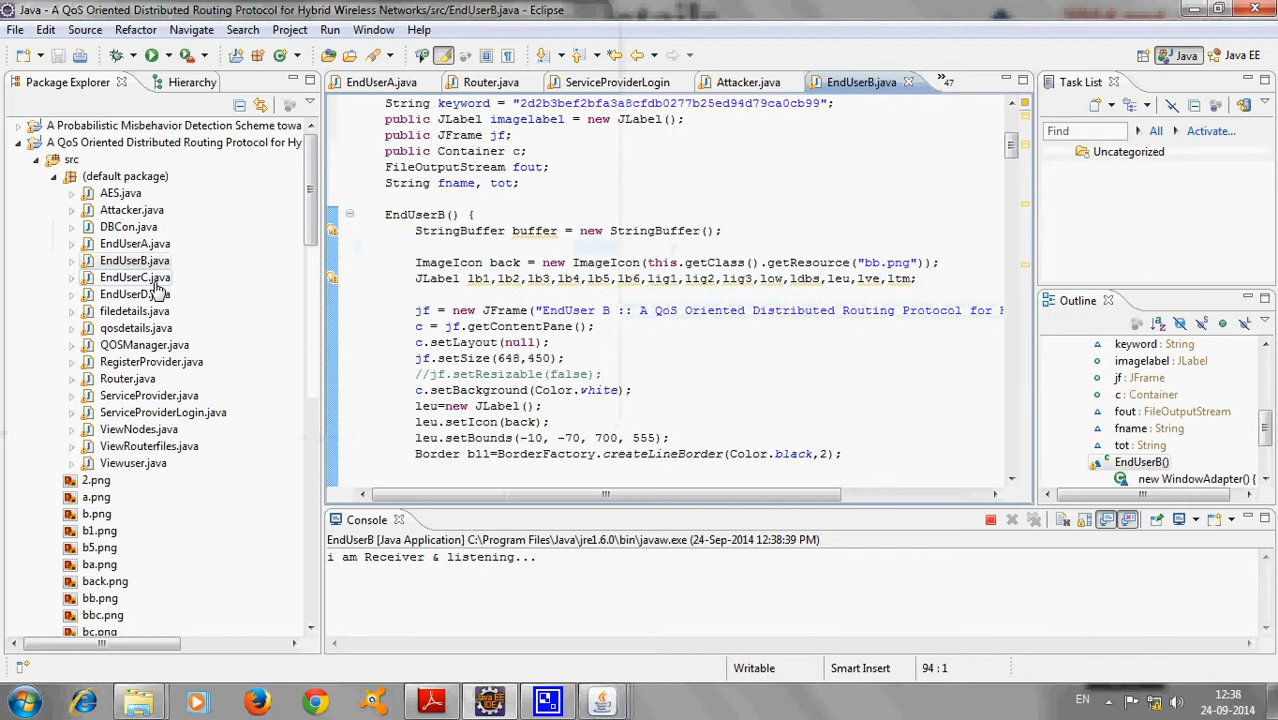 Java - A QoS Oriented Distributed Routing Protocol for Hybrid Wireless Networks/src/EndUserB.java - Eclipse
File Edit Source Refactor Navigate Search Project Run Window Help
Java Java EE
Package Explorer Hierarchy
EndUserA.java Router.java ServiceProviderLogin Attacker.java EndUserB.java 47
Task List
A Probabilistic Misbehavior Detection Scheme towa
A QoS Oriented Distributed Routing Protocol for Hy
src
(default package)
AES.java
Attacker.java
DBCon.java
EndUserA.java
EndUserB.java
EndUserC.java
EndUserD
filedetails.java
qosdetails.java
QOSManager.java
RegisterProvider.java
Router.java
ServiceProvider.java
ServiceProviderLogin.java
ViewNodes.java
ViewRouterfiles.java
Viewuser.java
2.png
a.png
b.png
b1.png
b5.png
ba.png
back.png
bb.png
bbc.png
bc.png
String keyword = "2d2b3bef2bfa3a8cfdb0277b25ed94d79ca0cb99";
public JLabel imagelabel = new JLabel();
public JFrame jf;
public Container c;
FileOutputStream fout;
String fname, tot;
EndUserB() {
StringBuffer buffer = new StringBuffer();
ImageIcon back = new ImageIcon(this.getClass().getResource("bb.png"));
JLabel lb1,lb2,lb3,lb4,lb5,lb6,lig1,lig2,lig3,low,ldbs,leu,lve,ltm;
jf = new JFrame("EndUser B :: A QoS Oriented Distributed Routing Protocol for H
c = jf.getContentPane();
c.setLayout(null);
jf.setSize(648,450);
//jf.setResizable(false);
c.setBackground(Color.white);
leu=new JLabel();
leu.setIcon(back);
leu.setBounds(-10, -70, 700, 555);
Border b11=BorderFactory.createLineBorder(Color.black,2);
Find All Activate...
Uncategorized
Outline
keyword : String
imagelabel : JLabel
jf : JFrame
c : Container
fout : FileOutputStream
fname : String
tot : String
EndUserB()
new WindowAdapter() {
Console
EndUserB [Java Application] C:\Program Files\Java\jre1.6.0\bin\javaw.exe (24-Sep-2014 12:38:39 PM)
i am Receiver & listening...
Writable Smart Insert 94 : 1
EN
12:38
24-09-2014